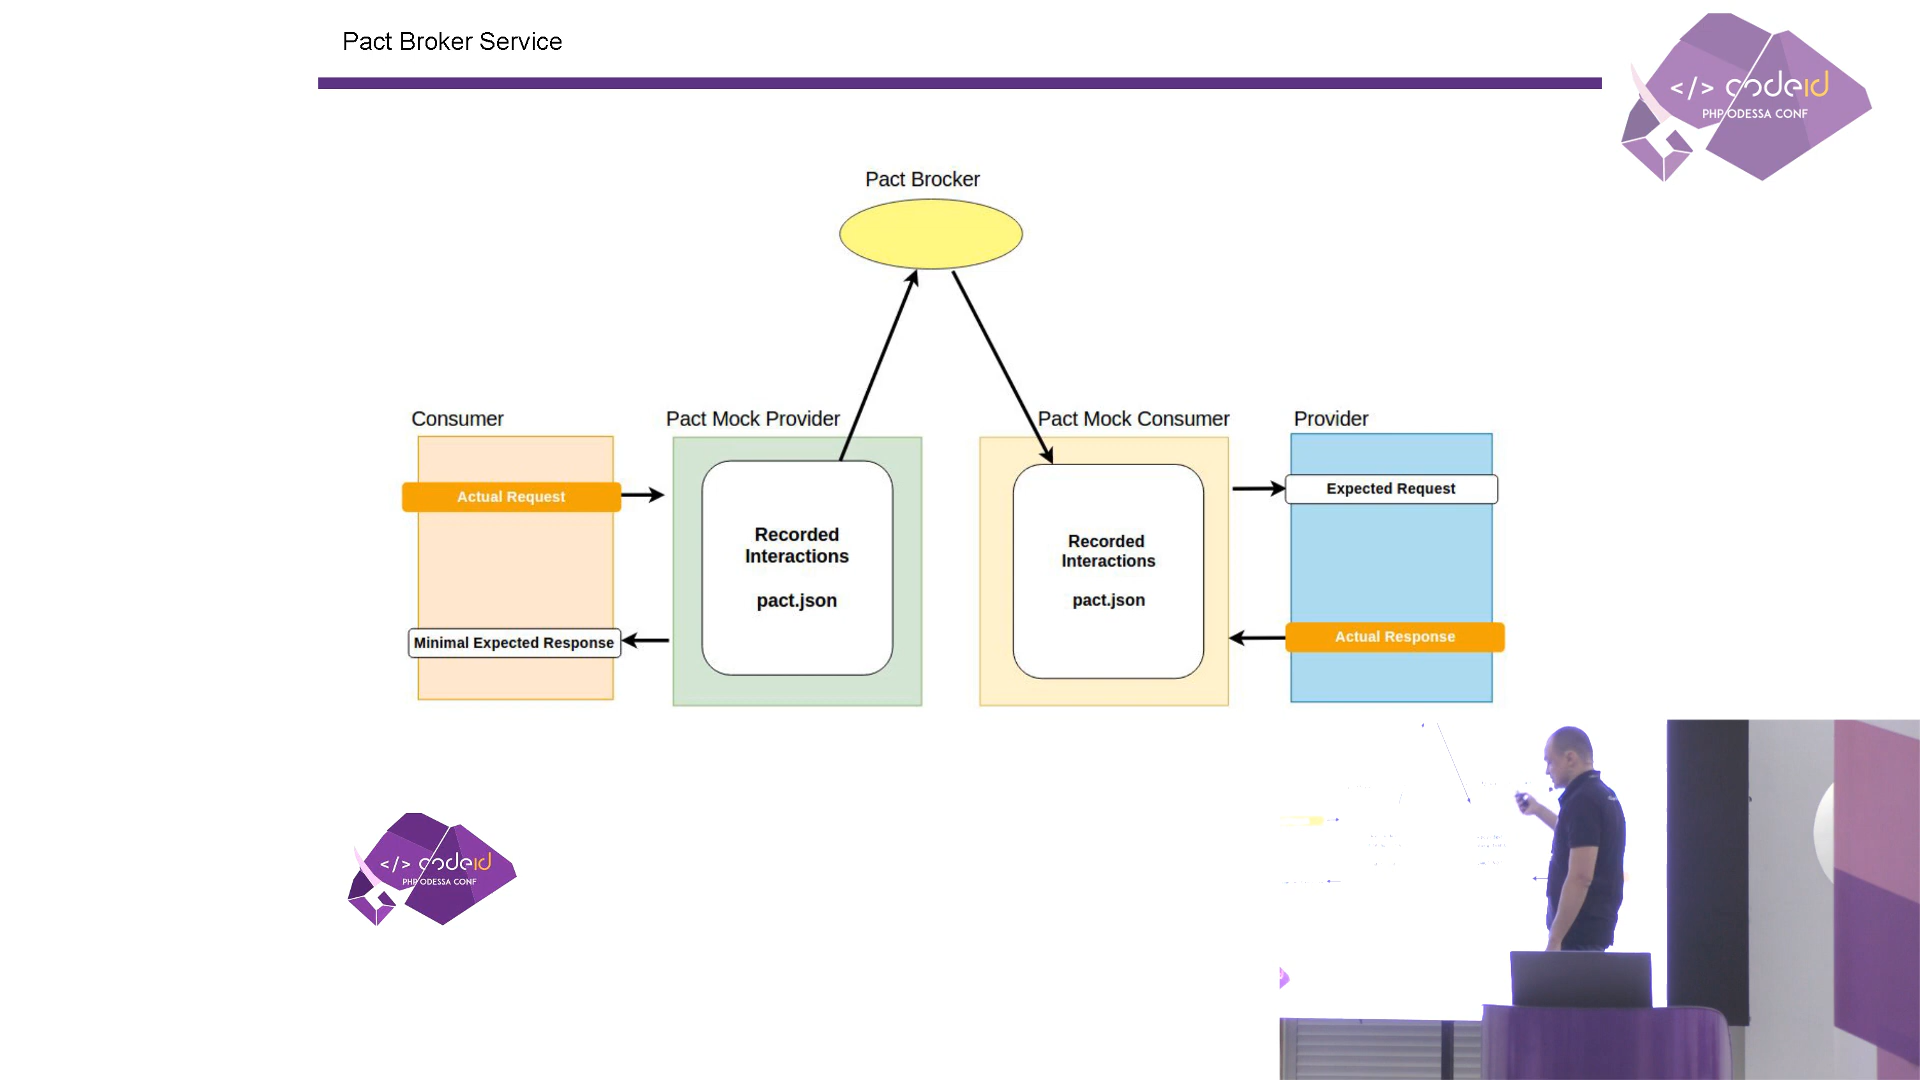 Pact Broker Service
</> codeid
PHP ODESSA CONF
Pact Brocker
Consumer
Pact Mock Provider
Pact Mock Consumer
Provider
Actual Request
Expected Request
Recorded
Interactions
pact.json
Recorded
Interactions
pact.json
Minimal Expected Response
Actual Response
</> codeid
PHP ODESSA CONF